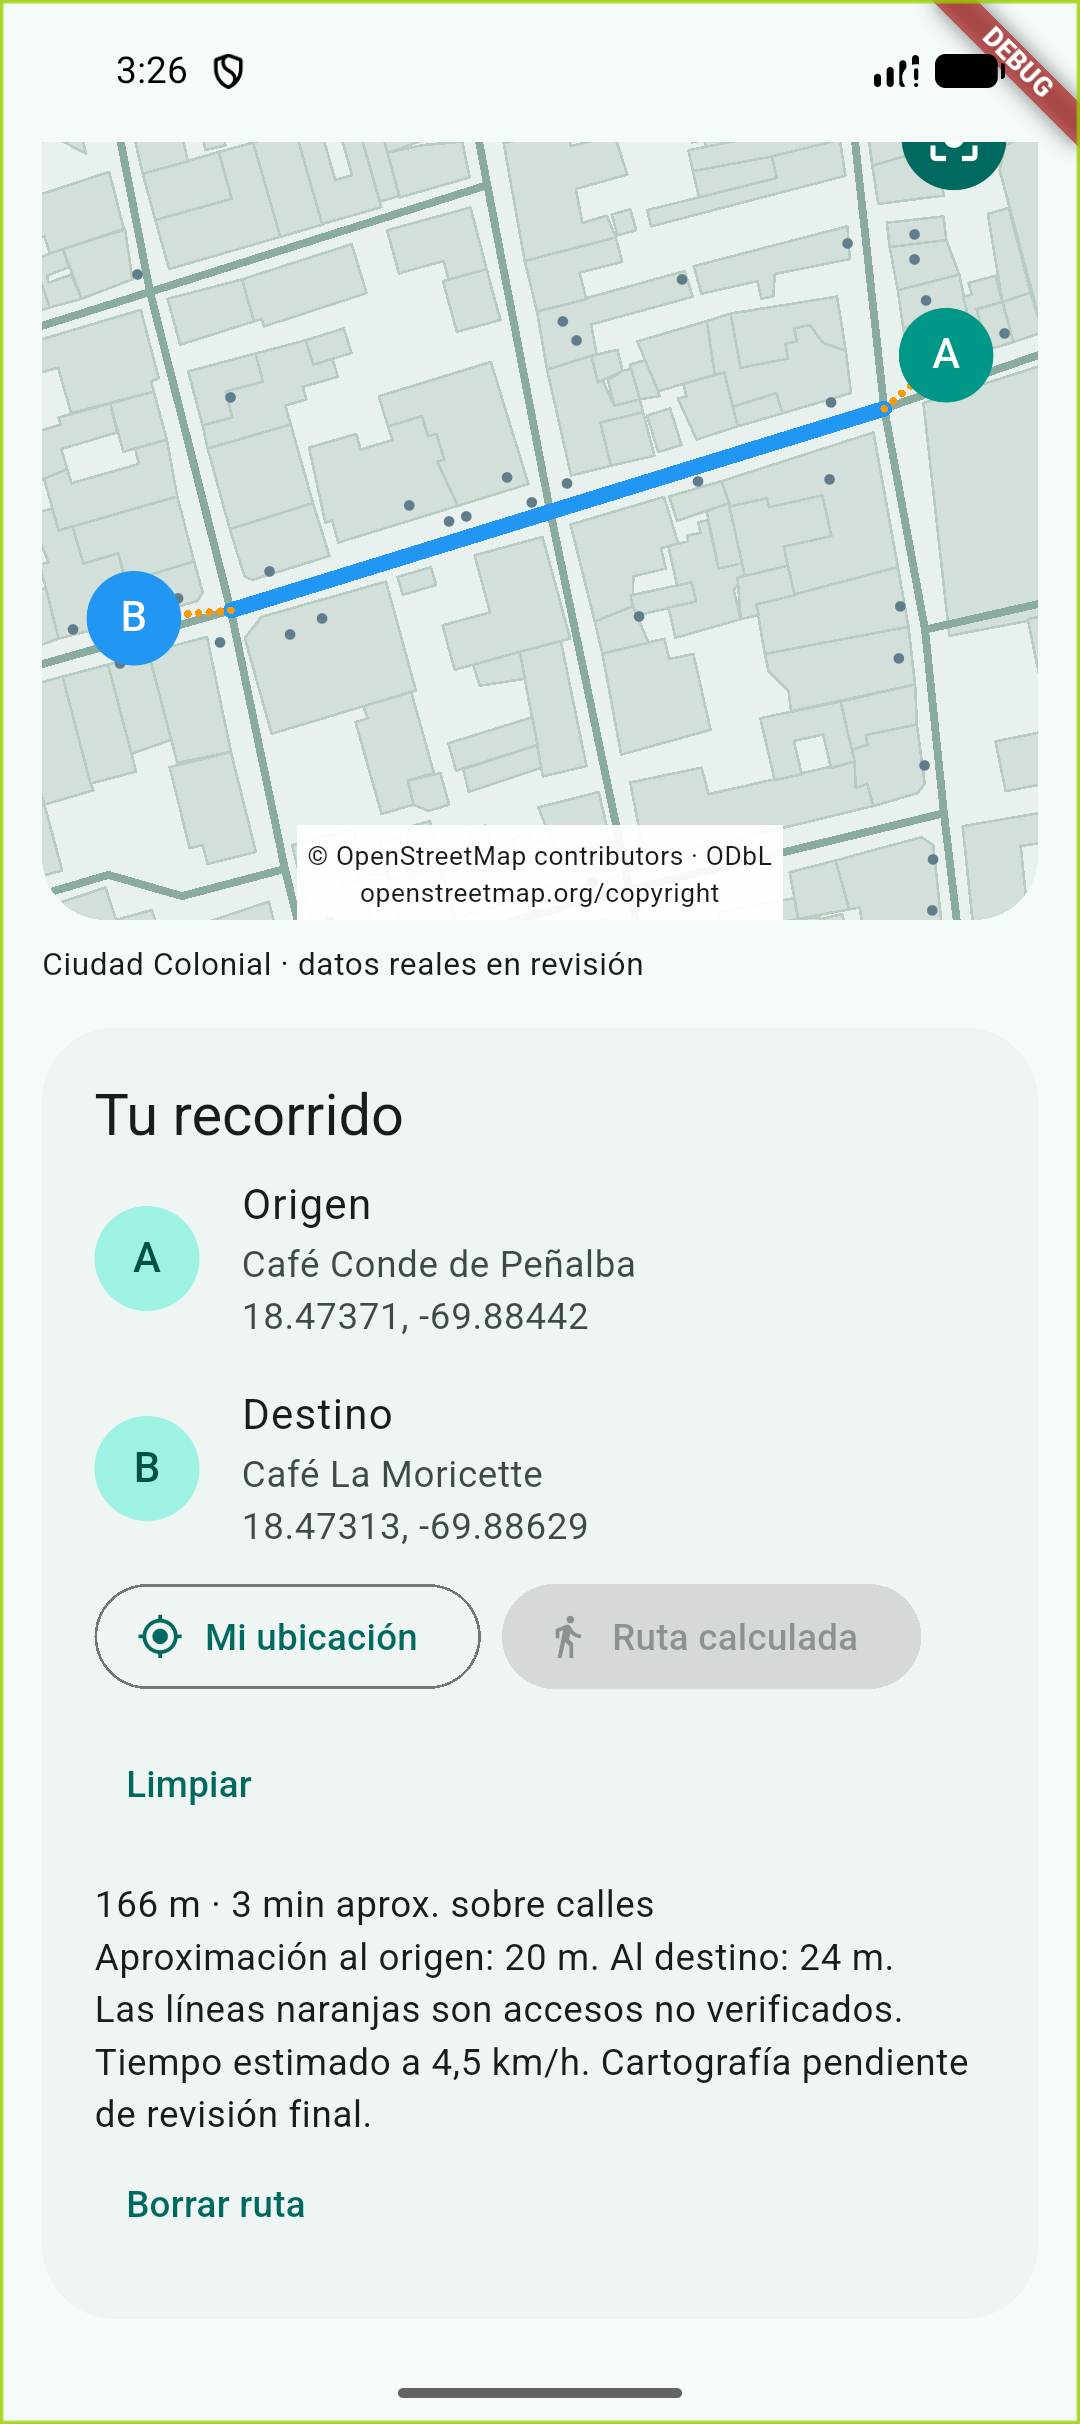 3:26
DEBUG
A
B
© OpenStreetMap contributors · ODbL
openstreetmap.org/copyright
Ciudad Colonial · datos reales en revisión
Tu recorrido
A
Origen
Café Conde de Peñalba
18.47371, -69.88442
B
Destino
Café La Moricette
18.47313, -69.88629
Mi ubicación
Ruta calculada
Limpiar
166 m · 3 min aprox. sobre calles
Aproximación al origen: 20 m. Al destino: 24 m.
Las líneas naranjas son accesos no verificados.
Tiempo estimado a 4,5 km/h. Cartografía pendiente
de revisión final.
Borrar ruta